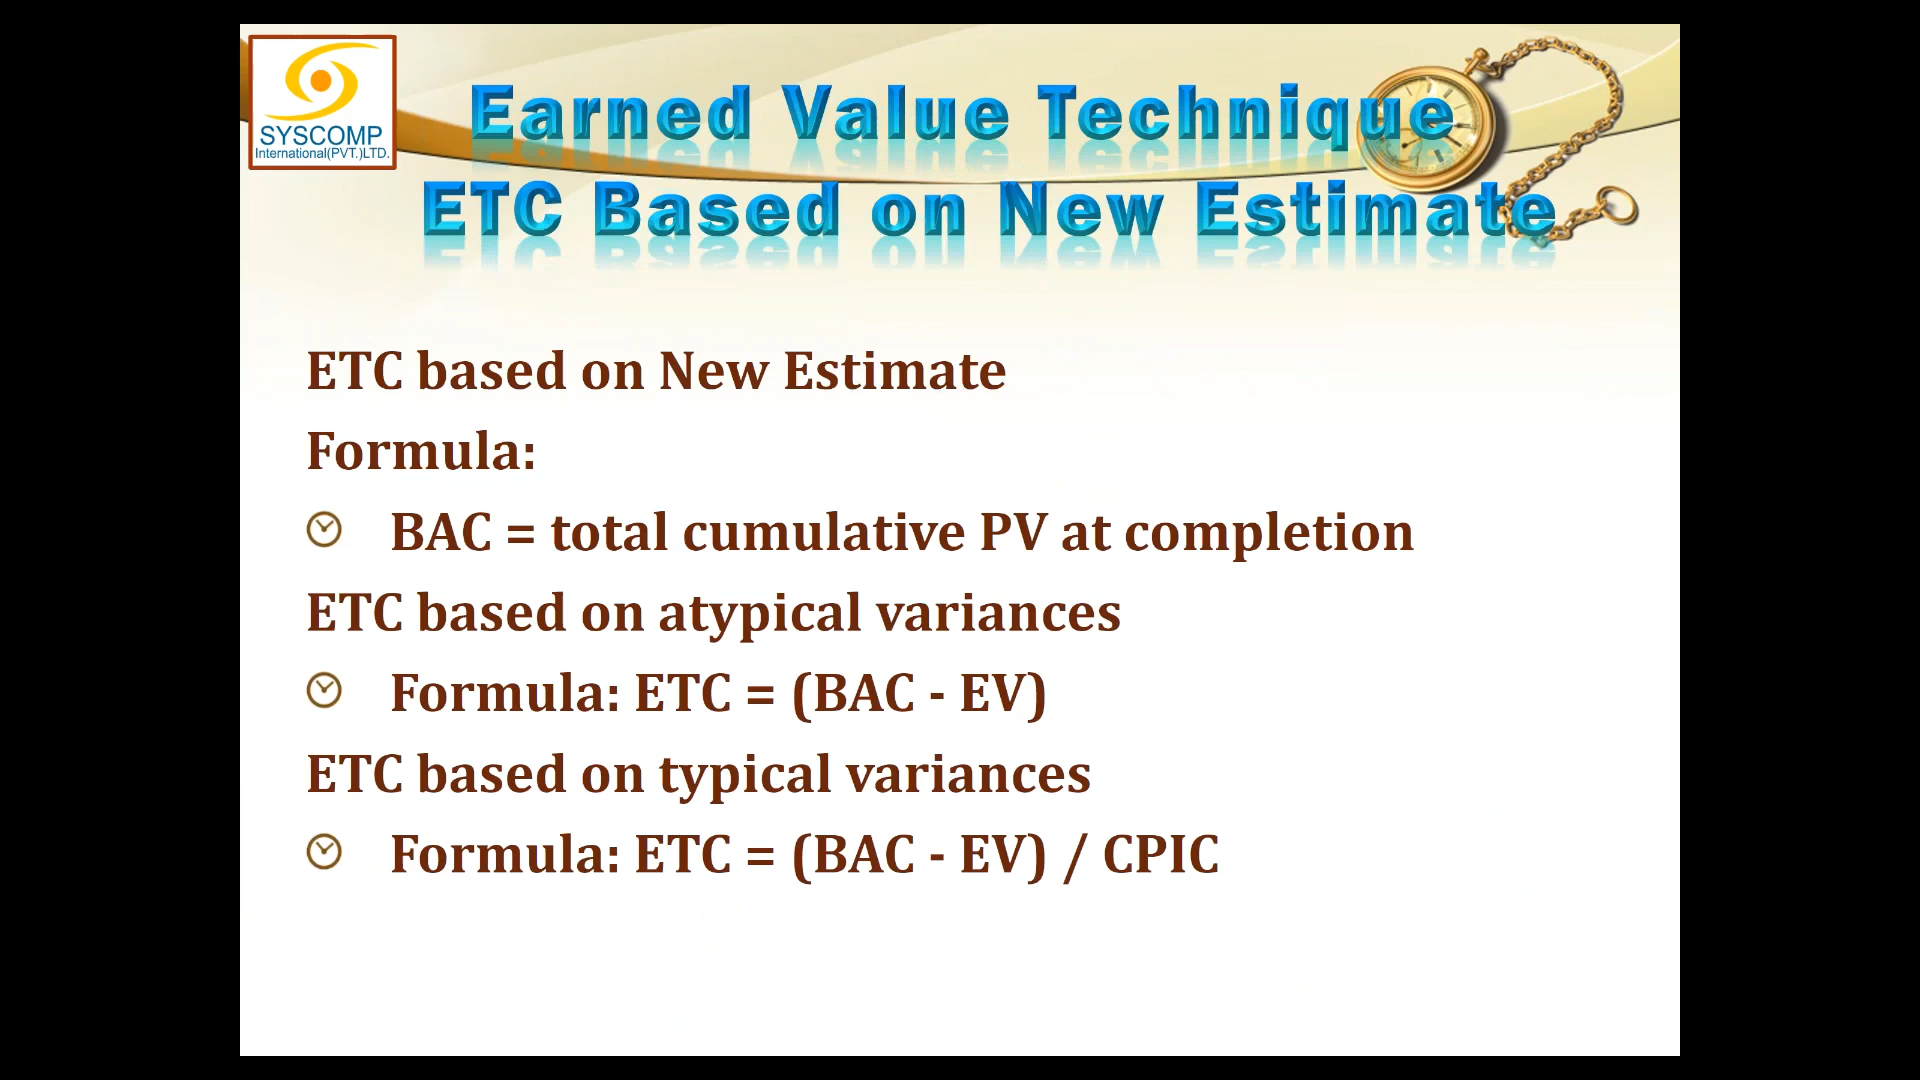 SYSCOMP
International(PVT.)LTD.
Earned Value Technique
ETC Based on New Estimate
ETC based on New Estimate
Formula:
BAC = total cumulative PV at completion
ETC based on atypical variances
Formula: ETC = (BAC - EV)
ETC based on typical variances
Formula: ETC = (BAC - EV) / CPIC